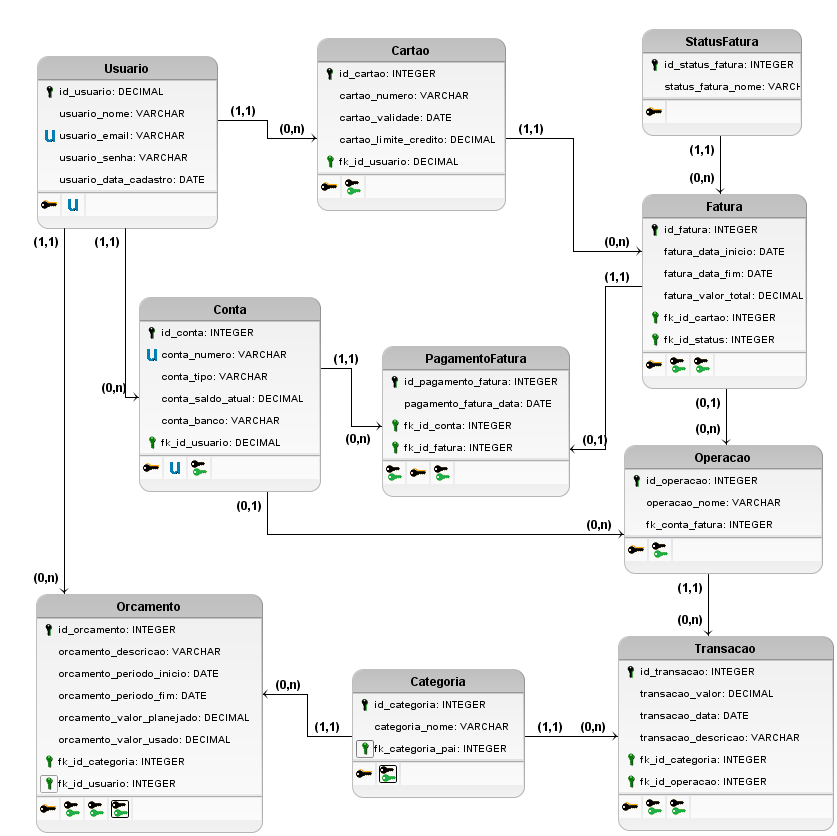 Usuario
id_usuario: DECIMAL
usuario_nome: VARCHAR
u usuario_email: VARCHAR
usuario_senha: VARCHAR
usuario_data_cadastro: DATE
u
(1,1)
(0,n)
Cartao
id_cartao: INTEGER
cartao_numero: VARCHAR
cartao_validade: DATE
cartao_limite_credito: DECIMAL
fk_id_usuario: DECIMAL
(1,1)
(0,n)
StatusFatura
id_status_fatura: INTEGER
status_fatura_nome: VARCH
(1,1)
(0,n)
Fatura
id_fatura: INTEGER
fatura_data_inicio: DATE
fatura_data_fim: DATE
fatura_valor_total: DECIMAL
fk_id_cartao: INTEGER
fk_id_status: INTEGER
(1,1)
(1,1)
(0,n)
Conta
id_conta: INTEGER
u conta_numero: VARCHAR
conta_tipo: VARCHAR
conta_saldo_atual: DECIMAL
conta_banco: VARCHAR
fk_id_usuario: DECIMAL
u
(1,1)
(0,n)
PagamentoFatura
id_pagamento_fatura: INTEGER
pagamento_fatura_data: DATE
fk_id_conta: INTEGER
fk_id_fatura: INTEGER
(1,1)
(0,1)
(0,1)
(0,n)
Operacao
id_operacao: INTEGER
operacao_nome: VARCHAR
fk_conta_fatura: INTEGER
(0,1)
(0,n)
(1,1)
(0,n)
(0,n)
Orcamento
id_orcamento: INTEGER
orcamento_descricao: VARCHAR
orcamento_periodo_inicio: DATE
orcamento_periodo_fim: DATE
orcamento_valor_planejado: DECIMAL
orcamento_valor_usado: DECIMAL
fk_id_categoria: INTEGER
fk_id_usuario: INTEGER
(0,n)
(1,1)
Categoria
id_categoria: INTEGER
categoria_nome: VARCHAR
fk_categoria_pai: INTEGER
(1,1)
(0,n)
Transacao
id_transacao: INTEGER
transacao_valor: DECIMAL
transacao_data: DATE
transacao_descricao: VARCHAR
fk_id_categoria: INTEGER
fk_id_operacao: INTEGER